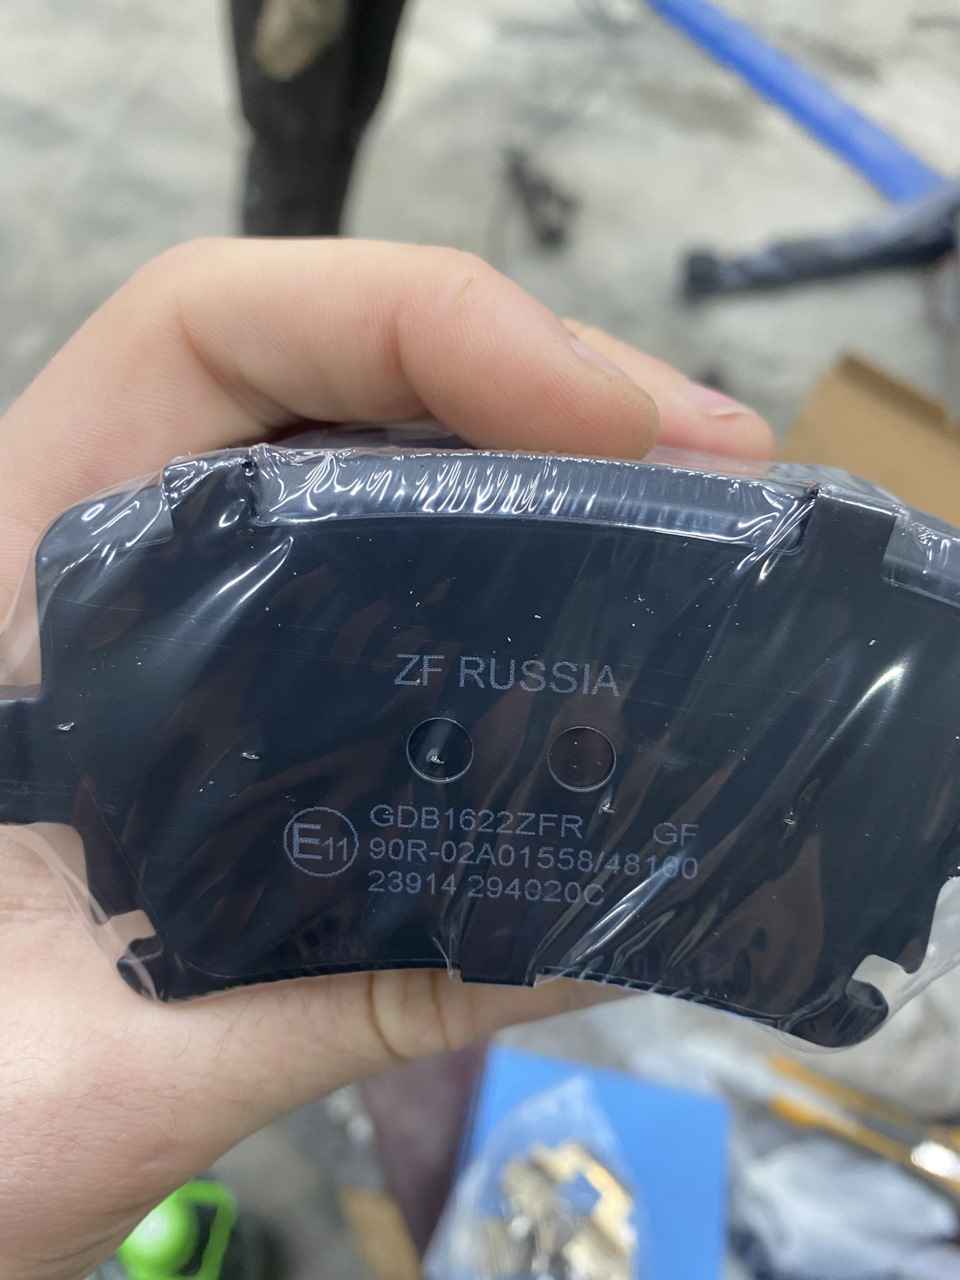 ZF RUSSIA
E11
GDB1622ZFR GF
90R-02A01558/48100
23914 294020C